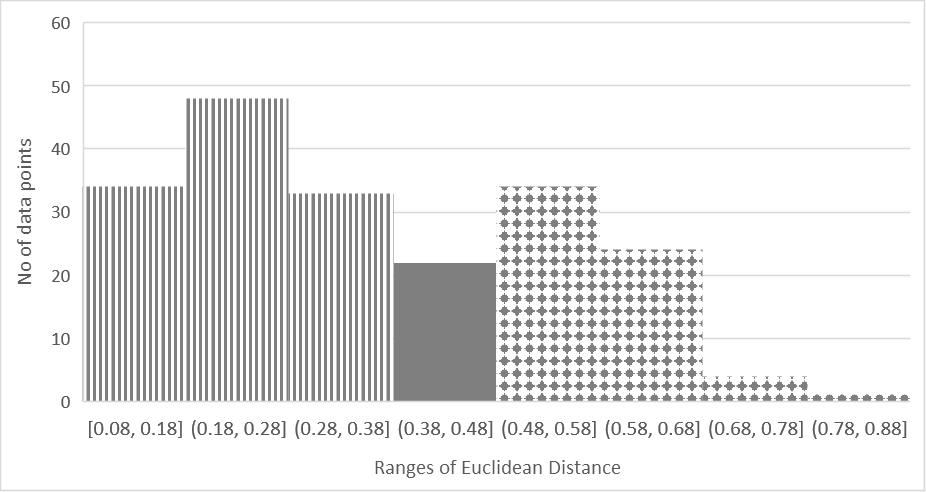 60
50
40
30
20
10
0
No of data points
[0.08, 0.18] (0.18, 0.28] (0.28, 0.38] (0.38, 0.48] (0.48, 0.58] (0.58, 0.68] (0.68, 0.78] (0.78, 0.88]
Ranges of Euclidean Distance